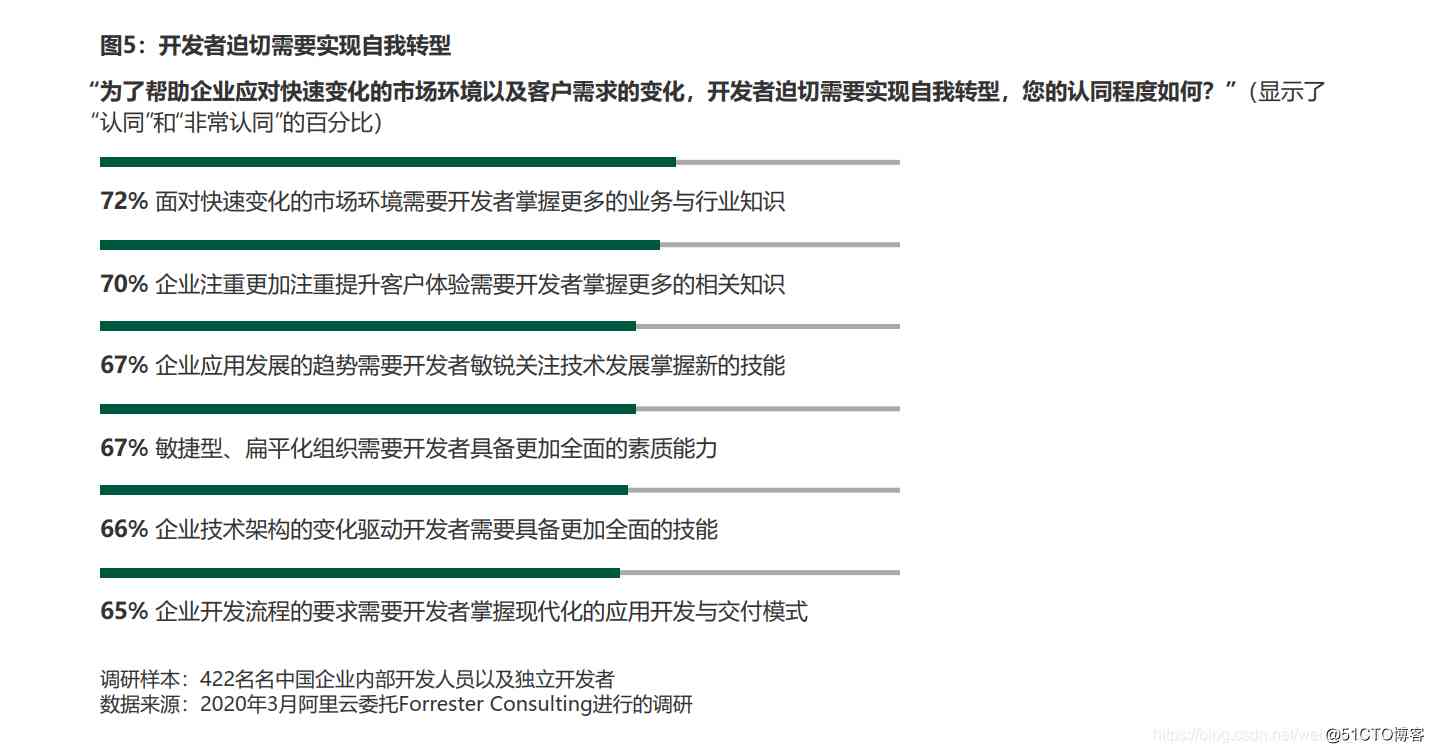 图5：开发者迫切需要实现自我转型
“为了帮助企业应对快速变化的市场环境以及客户需求的变化，开发者迫切需要实现自我转型，您的认同程度如何？”（显示了
“认同”和“非常认同”的百分比）
72% 面对快速变化的市场环境需要开发者掌握更多的业务与行业知识
70% 企业注重更加注重提升客户体验需要开发者掌握更多的相关知识
67% 企业应用发展的趋势需要开发者敏锐关注技术发展掌握新的技能
67% 敏捷型、扁平化组织需要开发者具备更加全面的素质能力
66% 企业技术架构的变化驱动开发者需要具备更加全面的技能
65% 企业开发流程的要求需要开发者掌握现代化的应用开发与交付模式
调研样本：422名名中国企业内部开发人员以及独立开发者
数据来源：2020年3月阿里云委托Forrester Consulting进行的调研
@51CTO博客